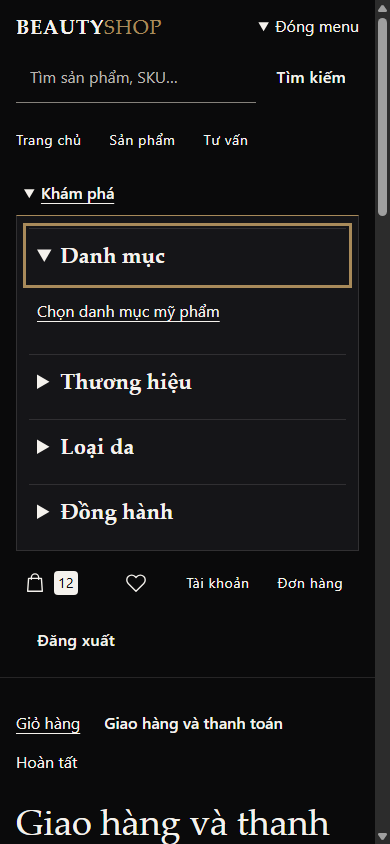 BEAUTYSHOP
▼ Đóng menu
Tìm sản phẩm, SKU...
Tìm kiếm
Trang chủ Sản phẩm Tư vấn
▼ Khám phá
▼ Danh mục
Chọn danh mục mỹ phẩm
▶ Thương hiệu
▶ Loại da
▶ Đồng hành
12 Tài khoản Đơn hàng
Đăng xuất
Giỏ hàng Giao hàng và thanh toán
Hoàn tất
Giao hàng và thanh